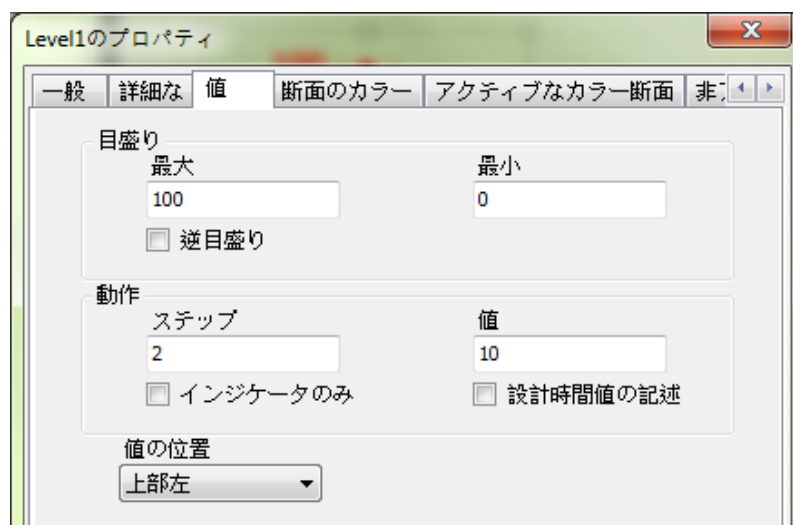 Level1のプロパティ
一般 詳細な 値 断面のカラー アクティブなカラー断面 非
目盛り
最大 最小
100 0
逆目盛り
動作
ステップ 値
2 10
インジケータのみ 設計時間値の記述
値の位置
上部左